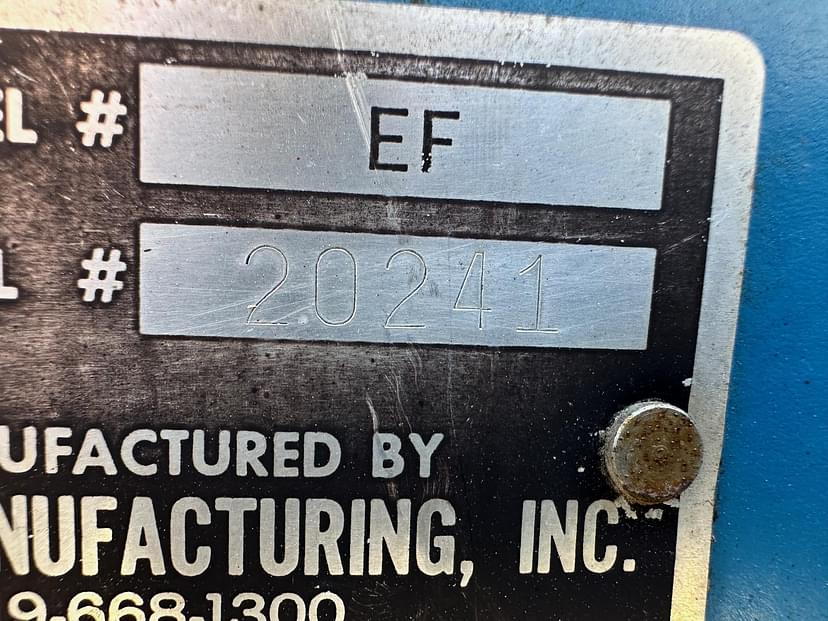 EL # EF
L # 20241
UFACTURED BY
NUFACTURING, INC.
9-668-1300